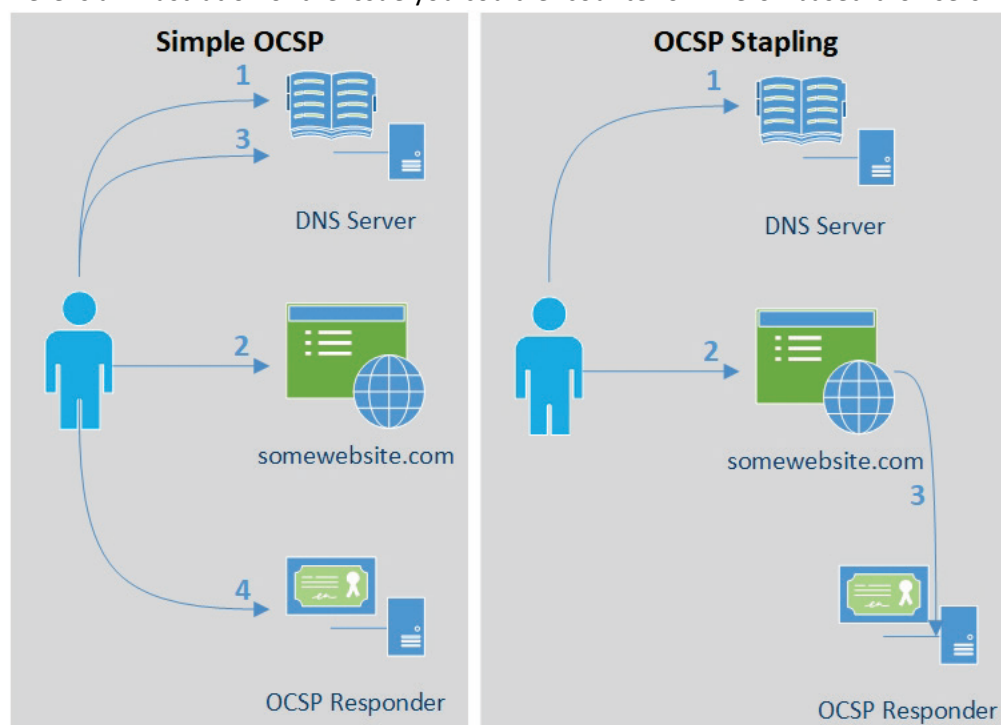 Simple OCSP
1
3
DNS Server
2
somewebsite.com
4
OCSP Responder
OCSP Stapling
1
DNS Server
2
somewebsite.com
3
OCSP Responder